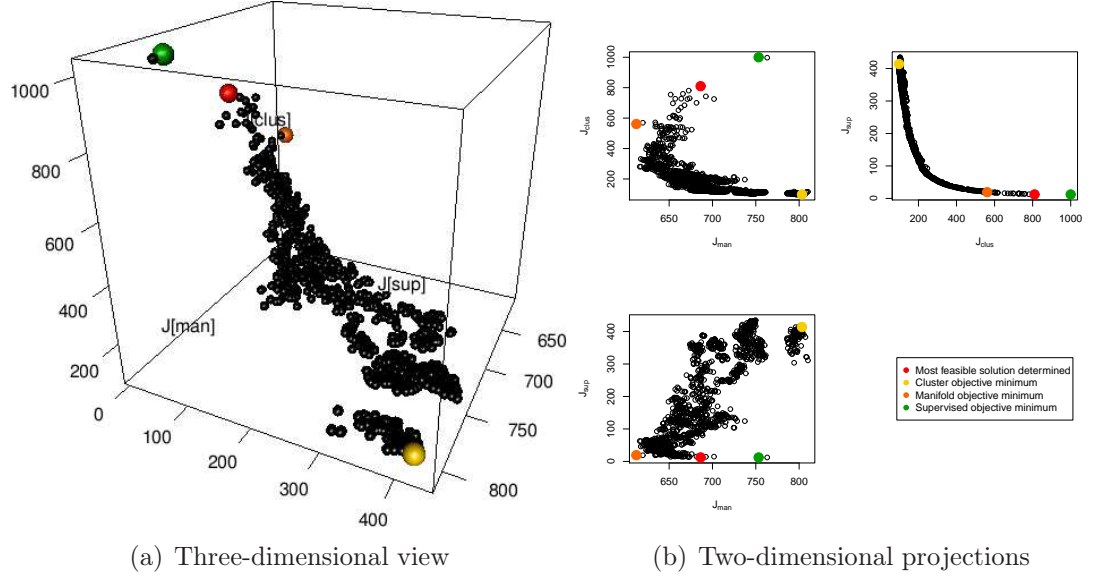 1000
800
600
400
200
0
100
200
300
400
650
700
750
800
[clus]
J[sup]
J[man]
200 400 600 800 1000
J_clus
650 700 750 800
J_man
0 100 200 300 400
J_sup
200 400 600 800 1000
J_clus
0 100 200 300 400
J_sup
650 700 750 800
J_man
Most feasible solution determined
Cluster objective minimum
Manifold objective minimum
Supervised objective minimum
(a) Three-dimensional view
(b) Two-dimensional projections